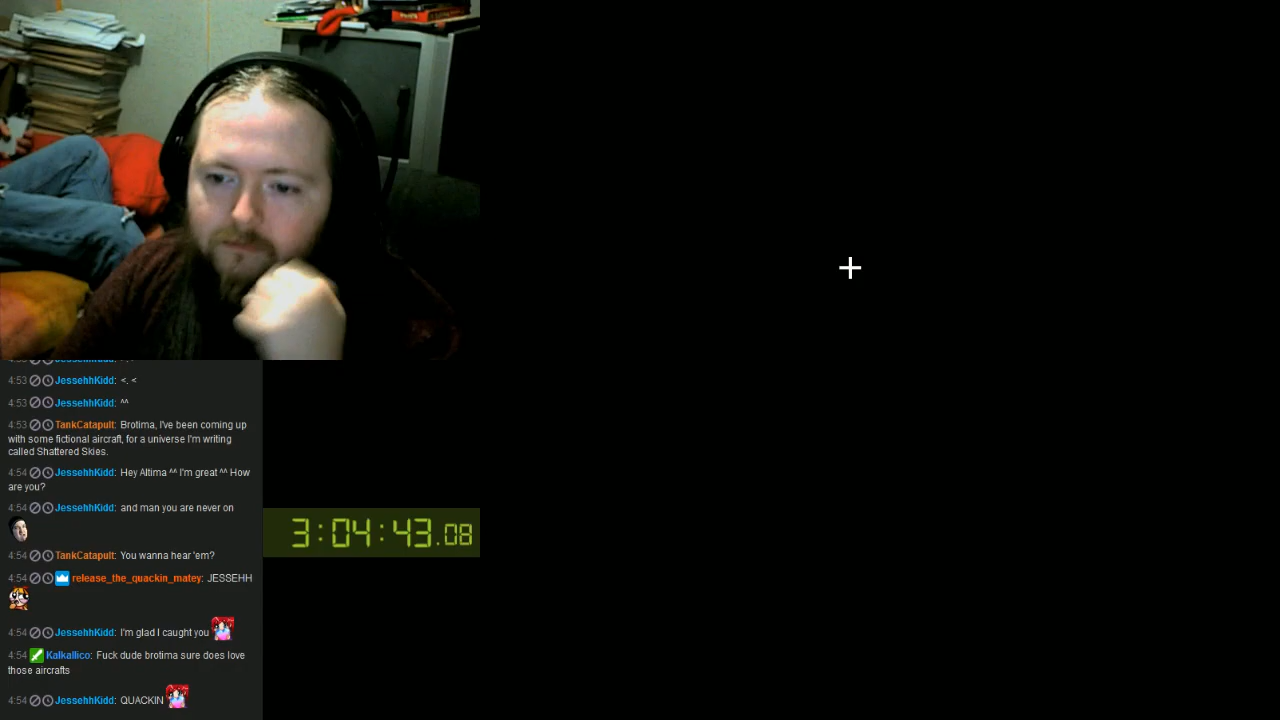 4:53 JessehhKidd: <. <
4:53 JessehhKidd: ^^
4:53 TankCatapult: Brotima, I've been coming up
with some fictional aircraft, for a universe I'm writing
called Shattered Skies.
4:54 JessehhKidd: Hey Altima ^^ I'm great ^^ How
are you?
4:54 JessehhKidd: and man you are never on
4:54 TankCatapult: You wanna hear 'em?
4:54 release_the_quackin_matey: JESSEHH
4:54 JessehhKidd: I'm glad I caught you
4:54 Kalkallico: Fuck dude brotima sure does love
those aircrafts
4:54 JessehhKidd: QUACKIN
3:04:43.08